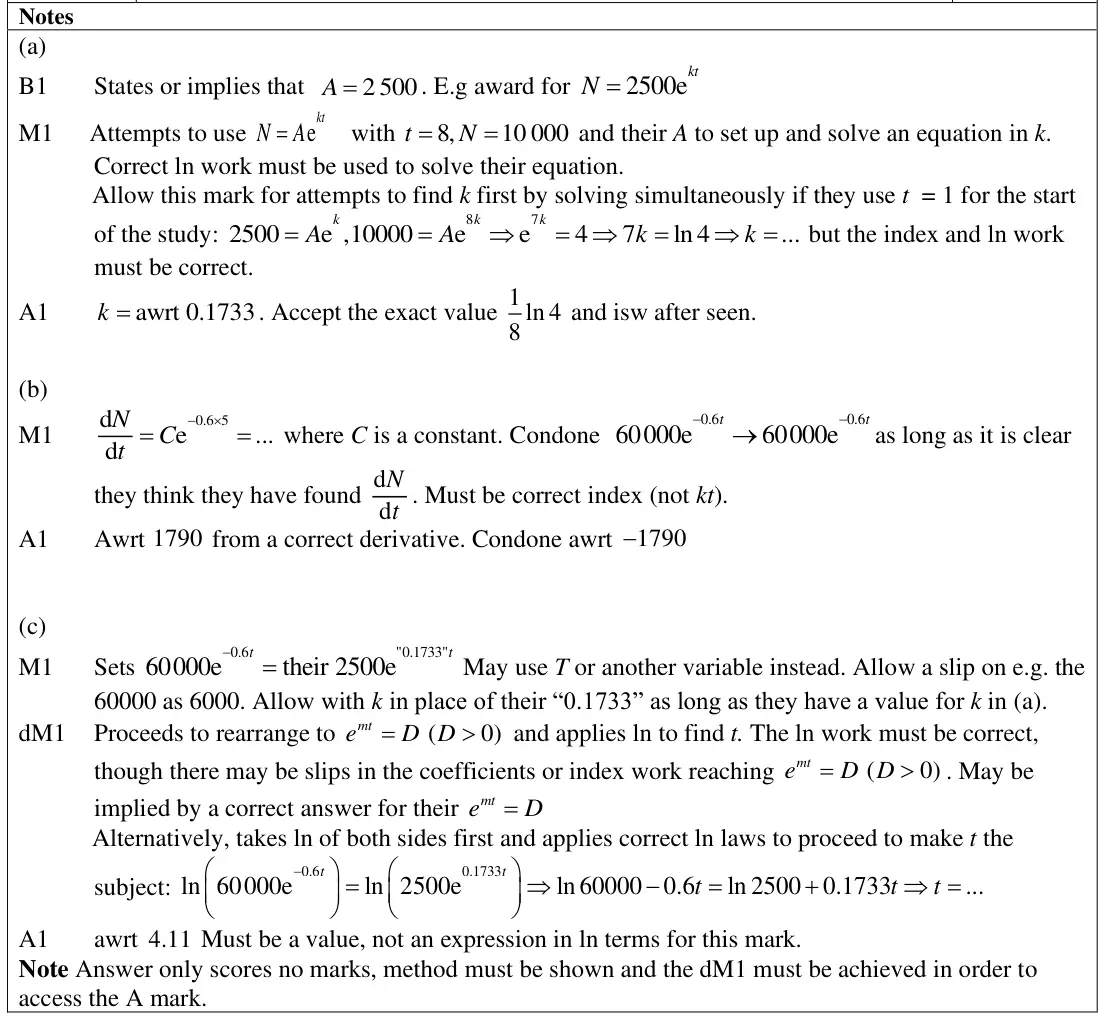 Notes
(a)
B1 States or implies that A = 2 500. E.g award for N = 2500e^{kt}
M1 Attempts to use N = Ae^{kt} with t = 8, N = 10 000 and their A to set up and solve an equation in k.
Correct ln work must be used to solve their equation.
Allow this mark for attempts to find k first by solving simultaneously if they use t = 1 for the start
of the study: 2500 = Ae^{k}, 10000 = Ae^{8k} ⇒ e^{7k} = 4 ⇒ 7k = ln 4 ⇒ k = ... but the index and ln work
must be correct.
A1 k = awrt 0.1733. Accept the exact value \frac{1}{8} ln 4 and isw after seen.
(b)
M1 \frac{dN}{dt} = Ce^{−0.6×5} = ... where C is a constant. Condone 60000e^{−0.6t} → 60000e^{−0.6t} as long as it is clear
they think they have found \frac{dN}{dt}. Must be correct index (not kt).
A1 Awrt 1790 from a correct derivative. Condone awrt −1790
(c)
M1 Sets 60000e^{−0.6t} = their 2500e^{"0.1733"t} May use T or another variable instead. Allow a slip on e.g. the
60000 as 6000. Allow with k in place of their “0.1733” as long as they have a value for k in (a).
dM1 Proceeds to rearrange to e^{mt} = D (D > 0) and applies ln to find t. The ln work must be correct,
though there may be slips in the coefficients or index work reaching e^{mt} = D (D > 0). May be
implied by a correct answer for their e^{mt} = D
Alternatively, takes ln of both sides first and applies correct ln laws to proceed to make t the
subject: ln(60000e^{−0.6t}) = ln(2500e^{0.1733t}) ⇒ ln 60000 − 0.6t = ln 2500 + 0.1733t ⇒ t = ...
A1 awrt 4.11 Must be a value, not an expression in ln terms for this mark.
Note Answer only scores no marks, method must be shown and the dM1 must be achieved in order to
access the A mark.